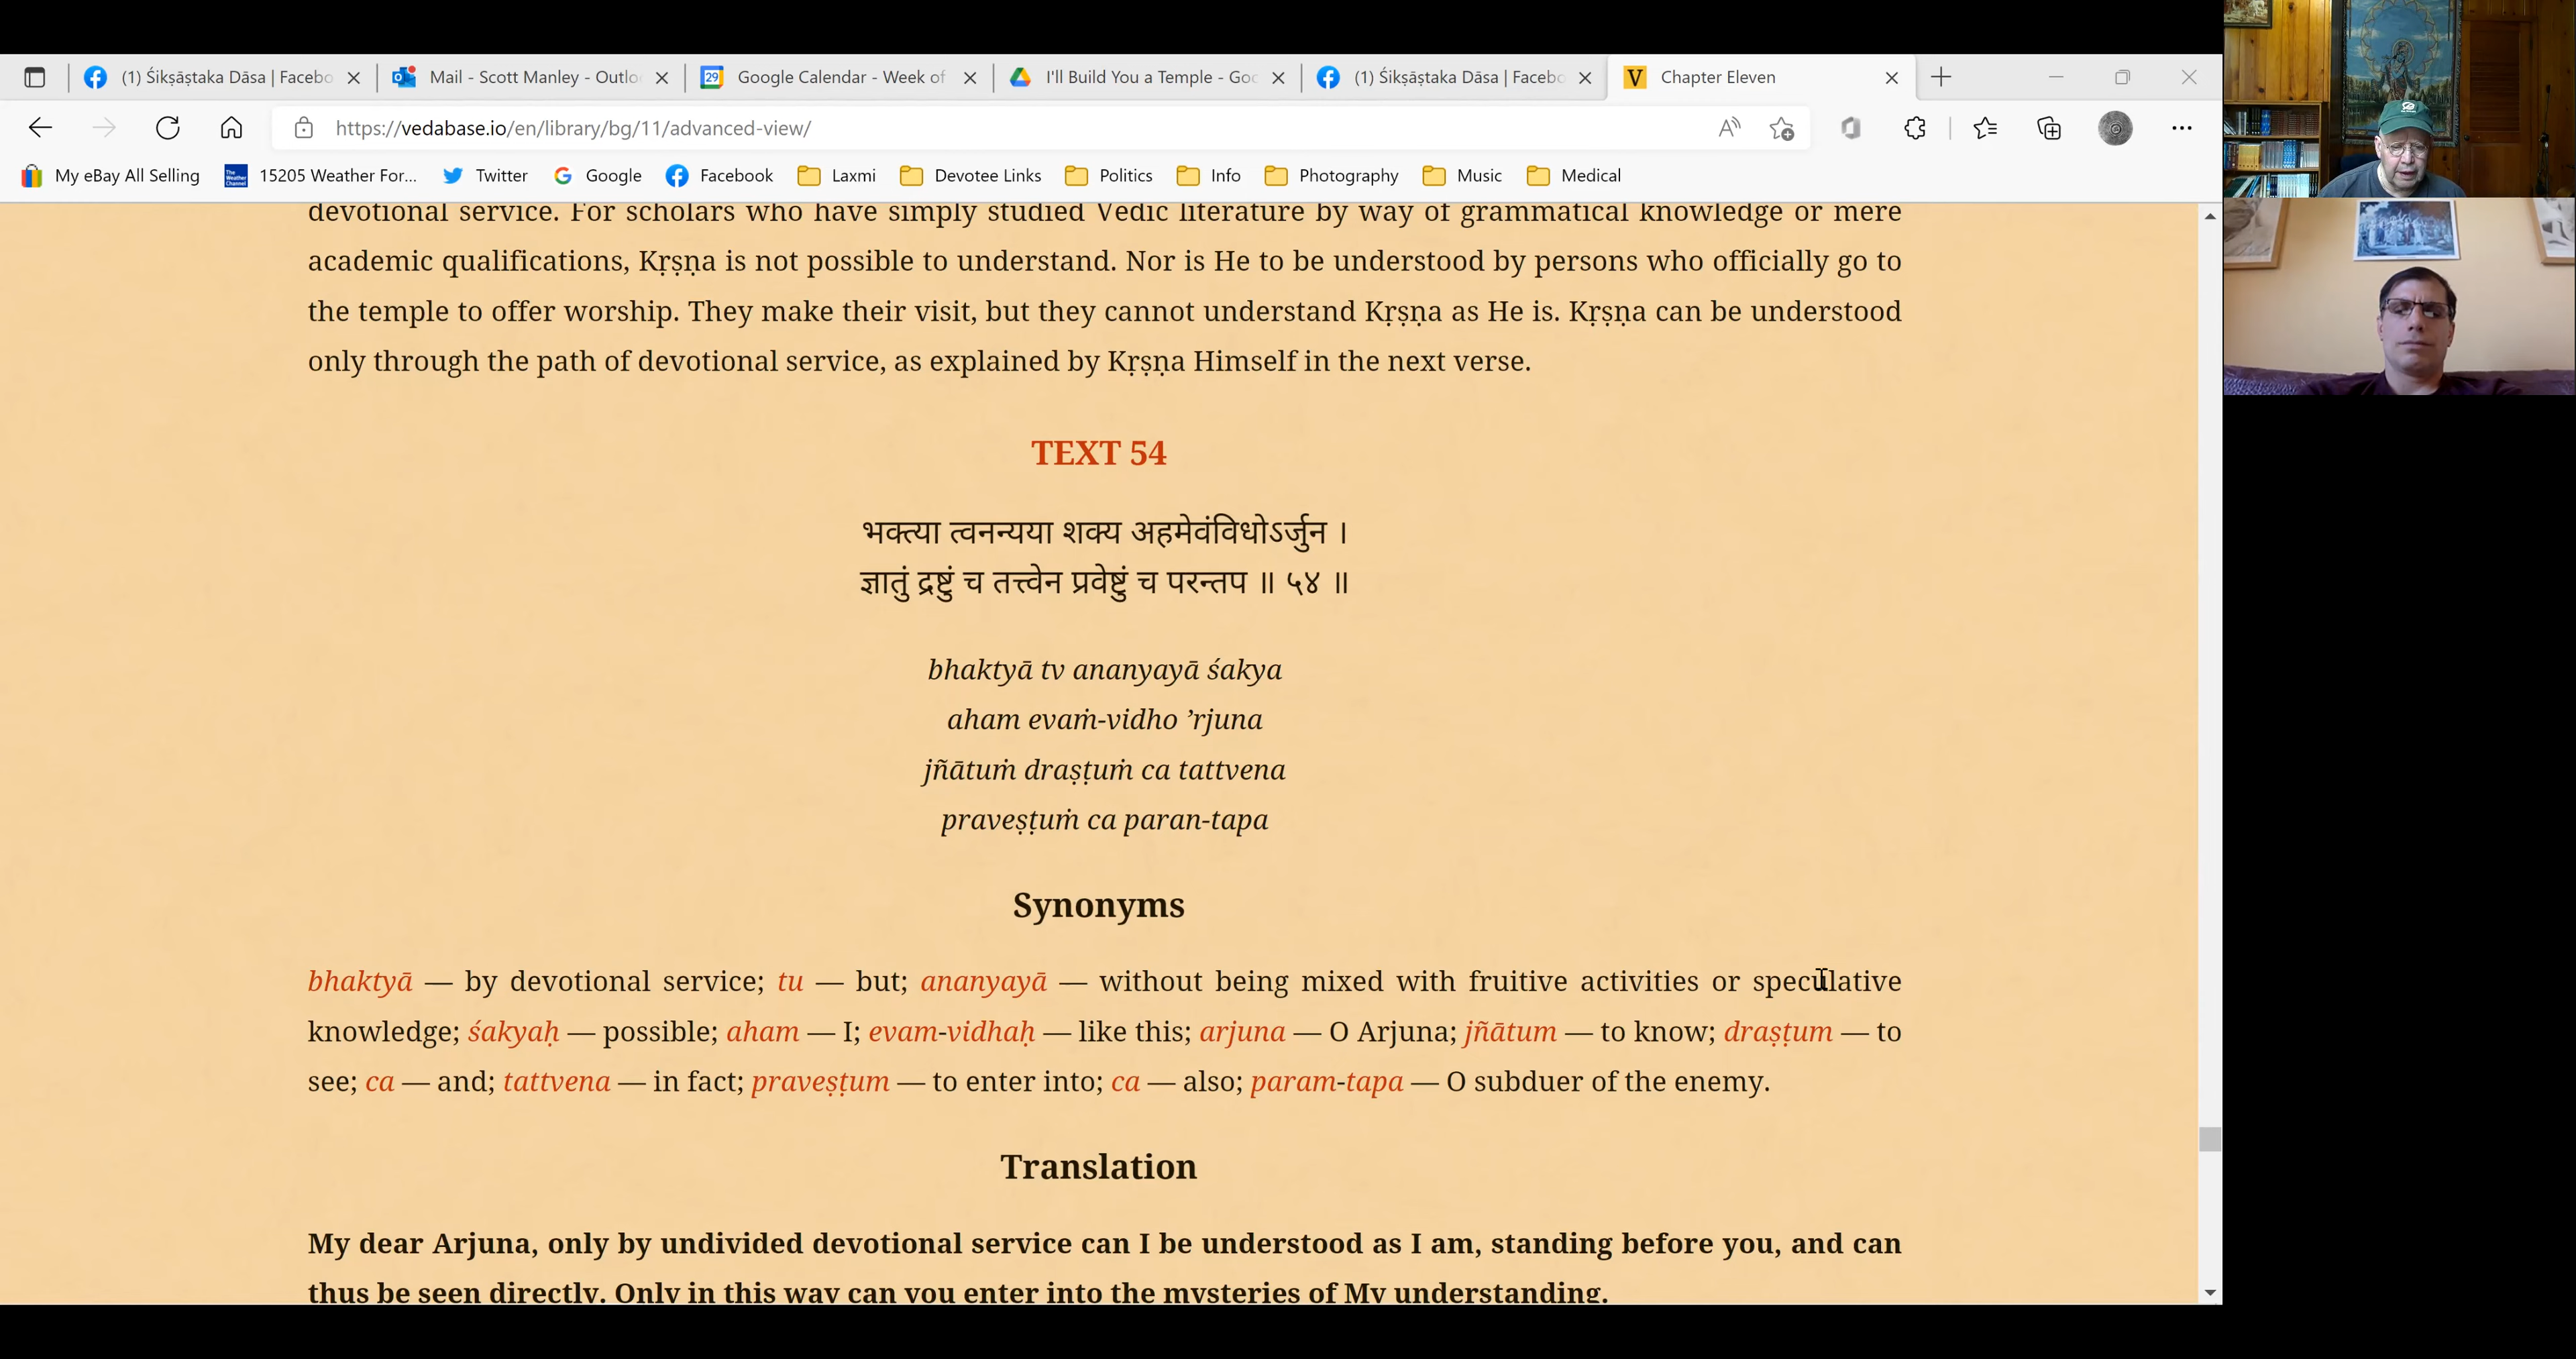 (1) Śikṣāṣṭaka Dāsa | Facebo
Mail - Scott Manley - Outlo
Google Calendar - Week of
I'll Build You a Temple - Goo
(1) Śikṣāṣṭaka Dāsa | Facebo
Chapter Eleven
https://vedabase.io/en/library/bg/11/advanced-view/
My eBay All Selling
15205 Weather For...
Twitter
Google
Facebook
Laxmi
Devotee Links
Politics
Info
Photography
Music
Medical
devotional service. For scholars who have simply studied Vedic literature by way of grammatical knowledge or mere
academic qualifications, Kṛṣṇa is not possible to understand. Nor is He to be understood by persons who officially go to
the temple to offer worship. They make their visit, but they cannot understand Kṛṣṇa as He is. Kṛṣṇa can be understood
only through the path of devotional service, as explained by Kṛṣṇa Himself in the next verse.
TEXT 54
भक्त्या त्वनन्यया शक्य अहमेवंविधोऽर्जुन ।
ज्ञातुं द्रष्टुं च तत्त्वेन प्रवेष्टुं च परन्तप ॥ ५४ ॥
bhaktyā tv ananyayā śakya
aham evaṁ-vidho ’rjuna
jñātuṁ draṣṭuṁ ca tattvena
praveṣṭuṁ ca paran-tapa
Synonyms
bhaktyā — by devotional service; tu — but; ananyayā — without being mixed with fruitive activities or speculative
knowledge; śakyaḥ — possible; aham — I; evam-vidhaḥ — like this; arjuna — O Arjuna; jñātum — to know; draṣṭum — to
see; ca — and; tattvena — in fact; praveṣṭum — to enter into; ca — also; param-tapa — O subduer of the enemy.
Translation
My dear Arjuna, only by undivided devotional service can I be understood as I am, standing before you, and can
thus be seen directly. Only in this way can you enter into the mysteries of My understanding.